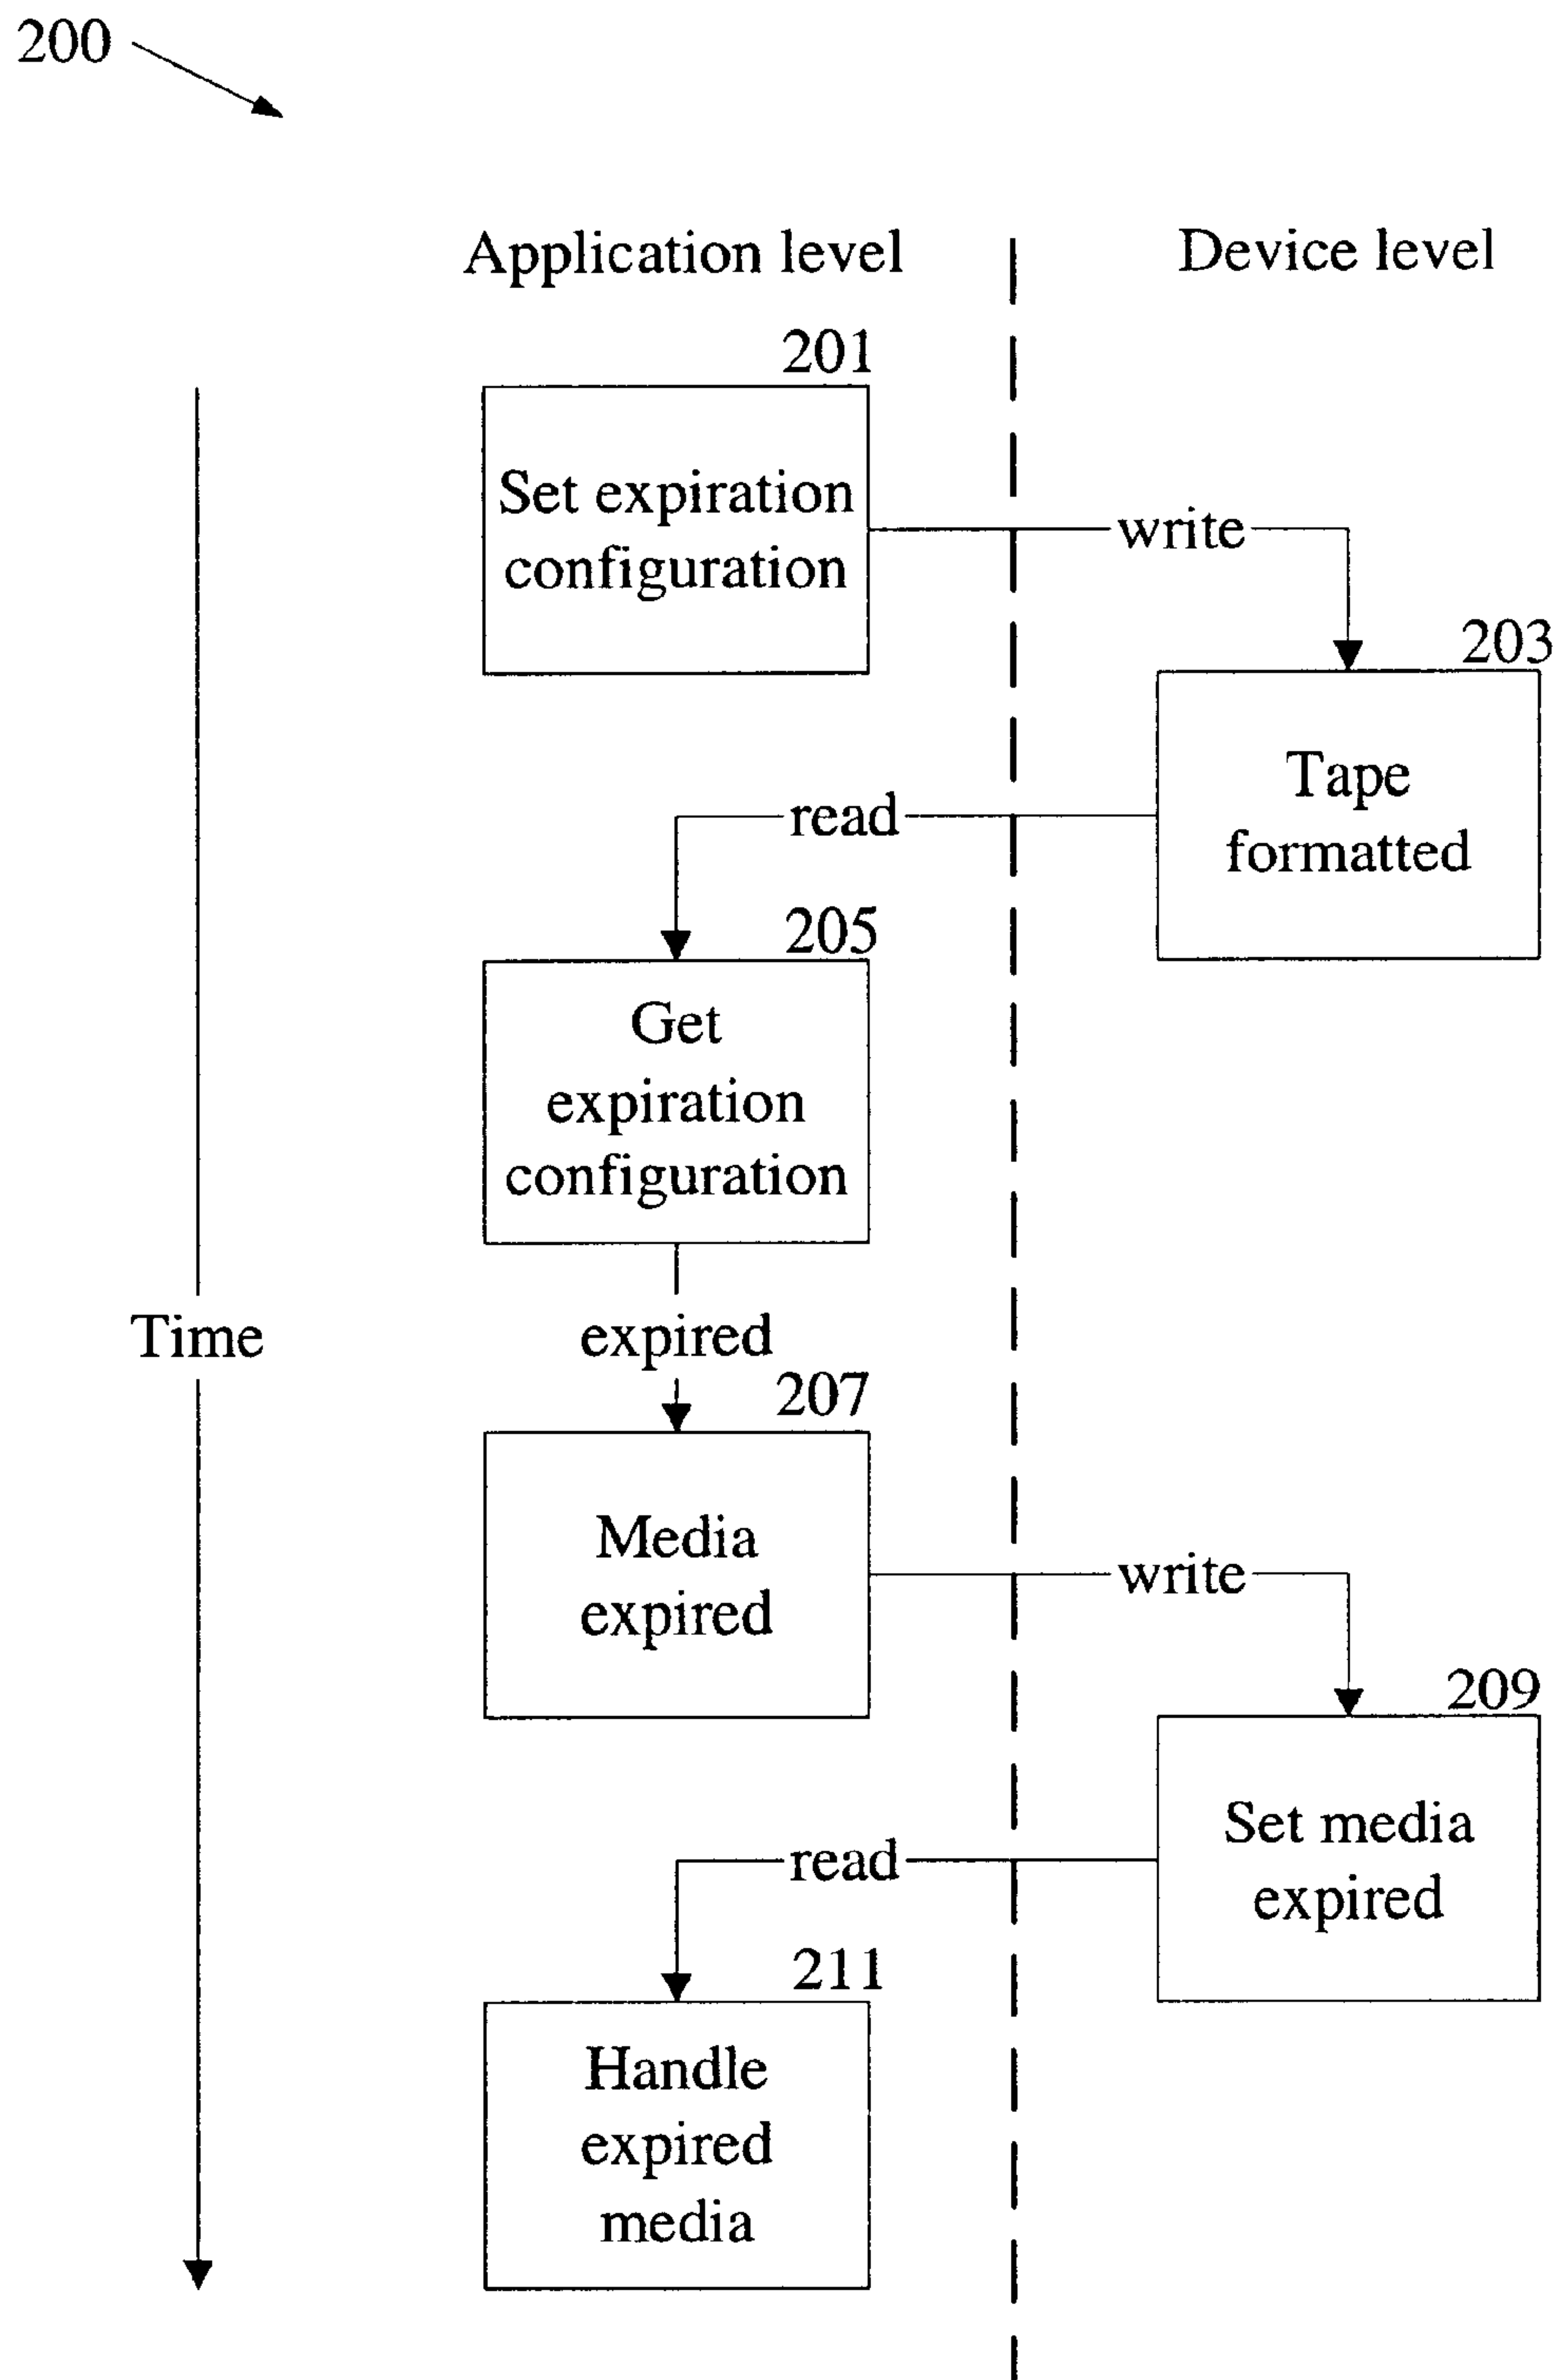 200
Application level
Device level
201
Set expiration
configuration
write
203
Tape
formatted
read
205
Get
expiration
configuration
Time
expired
207
Media
expired
write
209
Set media
expired
read
211
Handle
expired
media